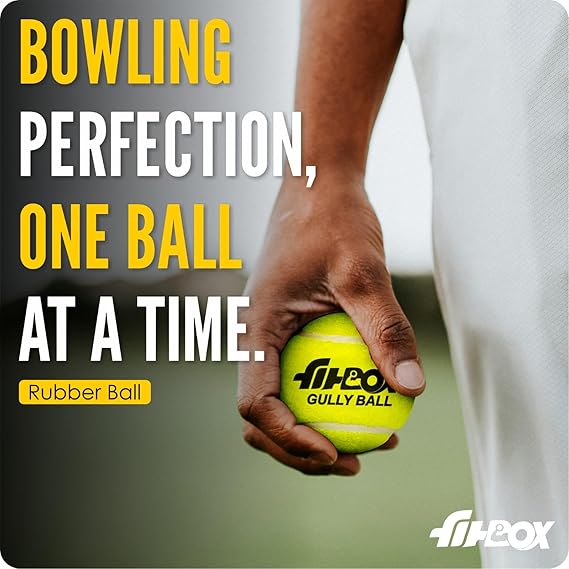 BOWLING
PERFECTION,
ONE BALL
AT A TIME.
Rubber Ball
GULLY BALL